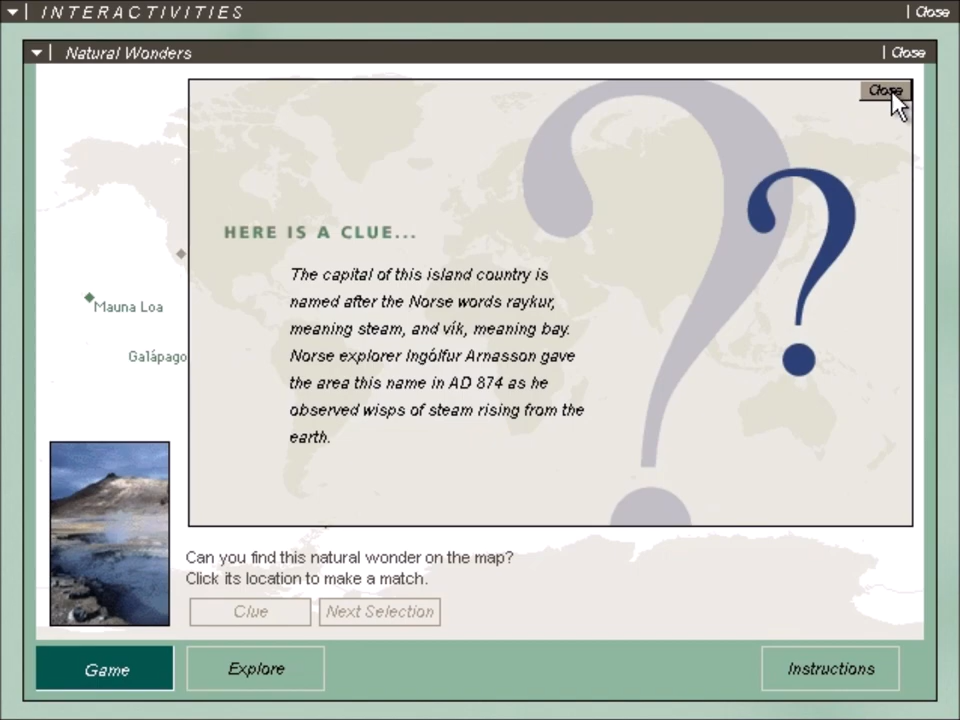 INTERACTIVITIES
Close
Natural Wonders
Close
Close
HERE IS A CLUE...
The capital of this island country is
named after the Norse words raykur,
meaning steam, and vík, meaning bay.
Norse explorer Ingólfur Arnasson gave
the area this name in AD 874 as he
observed wisps of steam rising from the
earth.
Mauna Loa
Galápago
Can you find this natural wonder on the map?
Click its location to make a match.
Clue
Next Selection
Game
Explore
Instructions